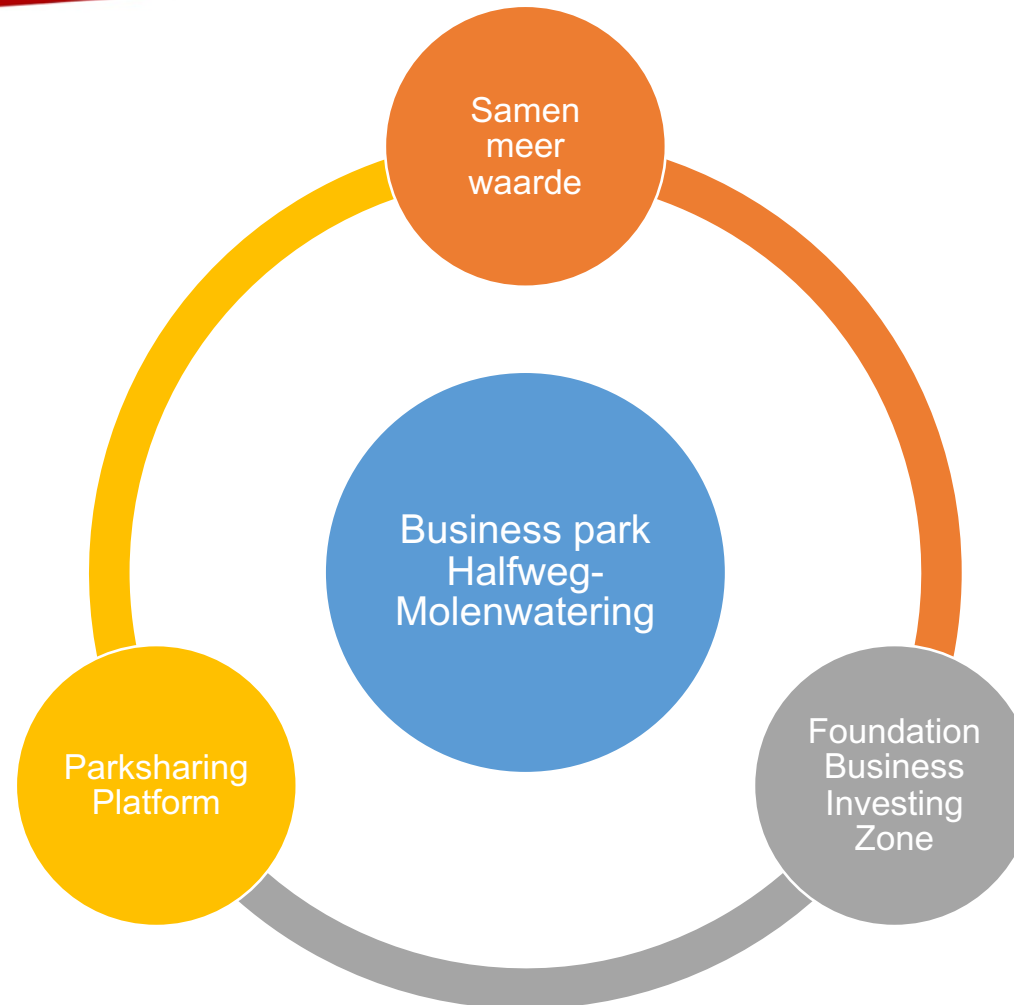 Samen
meer
waarde
Business park
Halfweg-
Molenwatering
Foundation
Business
Investing
Zone
Parksharing
Platform